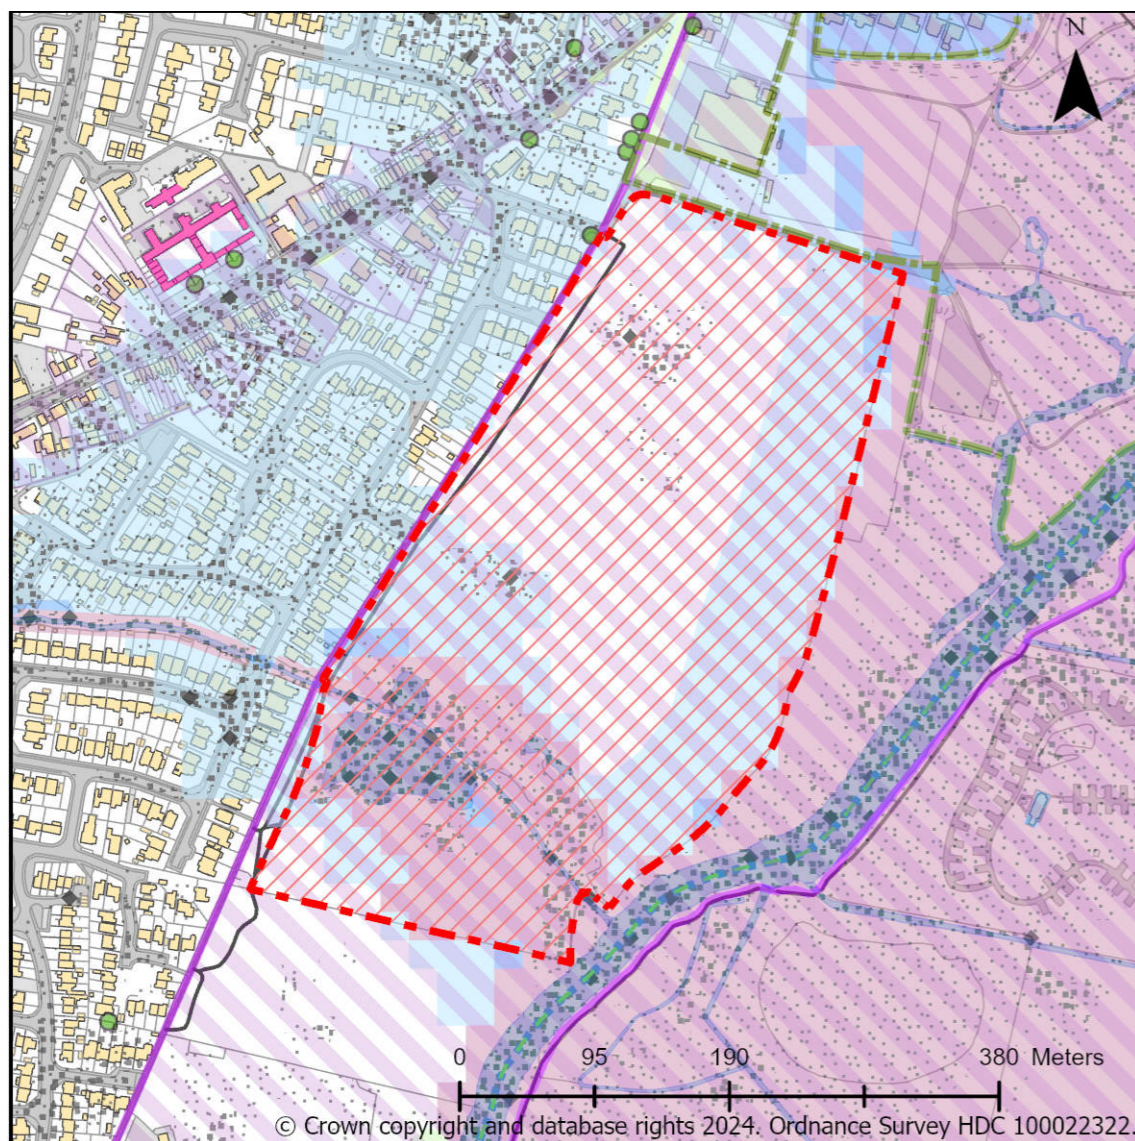 N
0 95 190 380 Meters
© Crown copyright and database rights 2024. Ordnance Survey HDC 100022322.